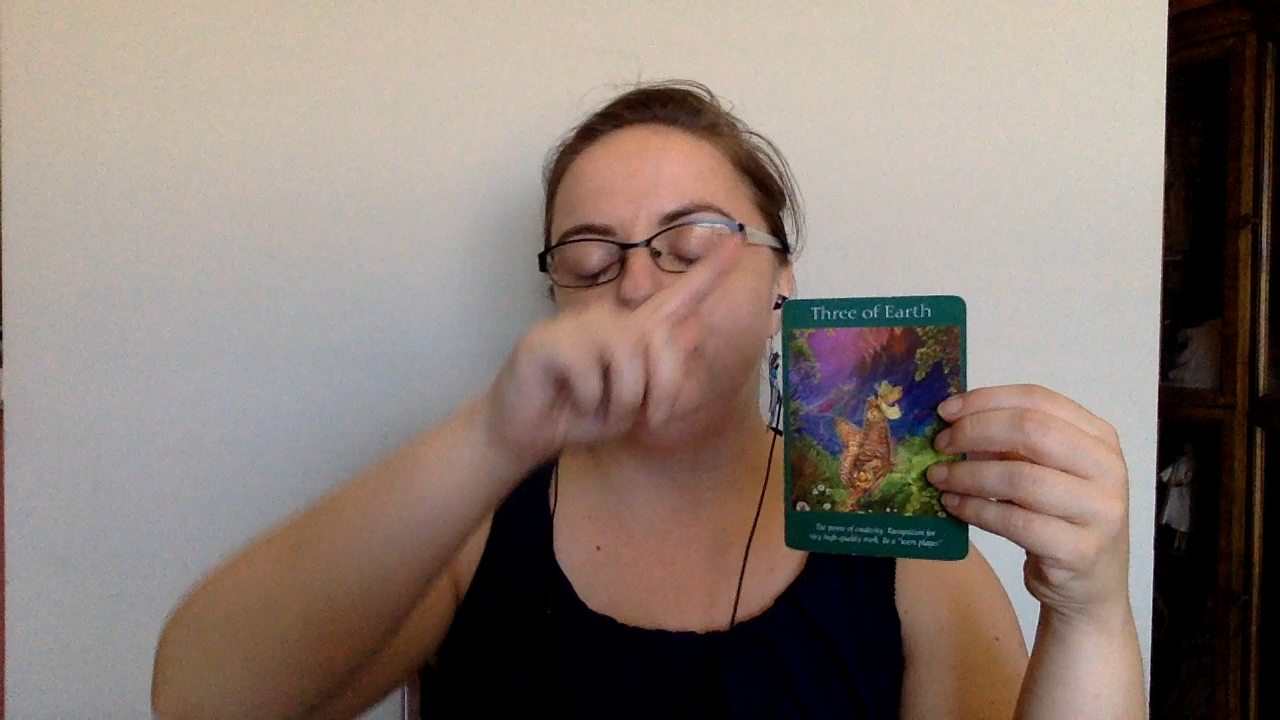 Three of Earth
The power of creativity. Recognition for
very high-quality work. Be a "team player."